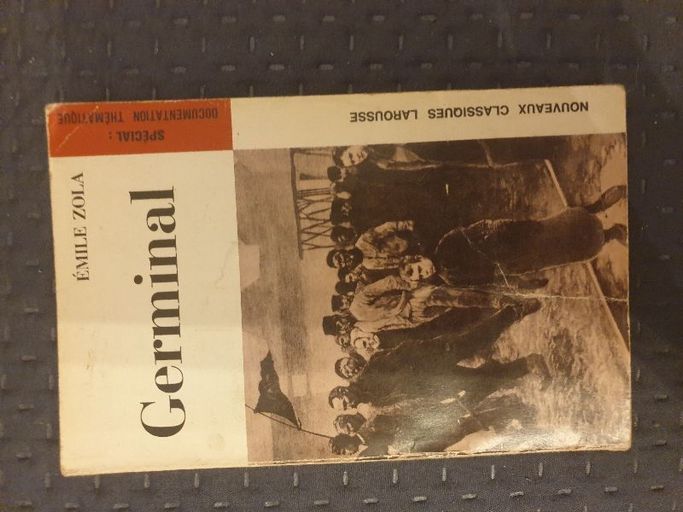 ÉMILE ZOLA
Germinal
SPÉCIAL :
DOCUMENTATION THÉMATIQUE
NOUVEAUX CLASSIQUES LAROUSSE